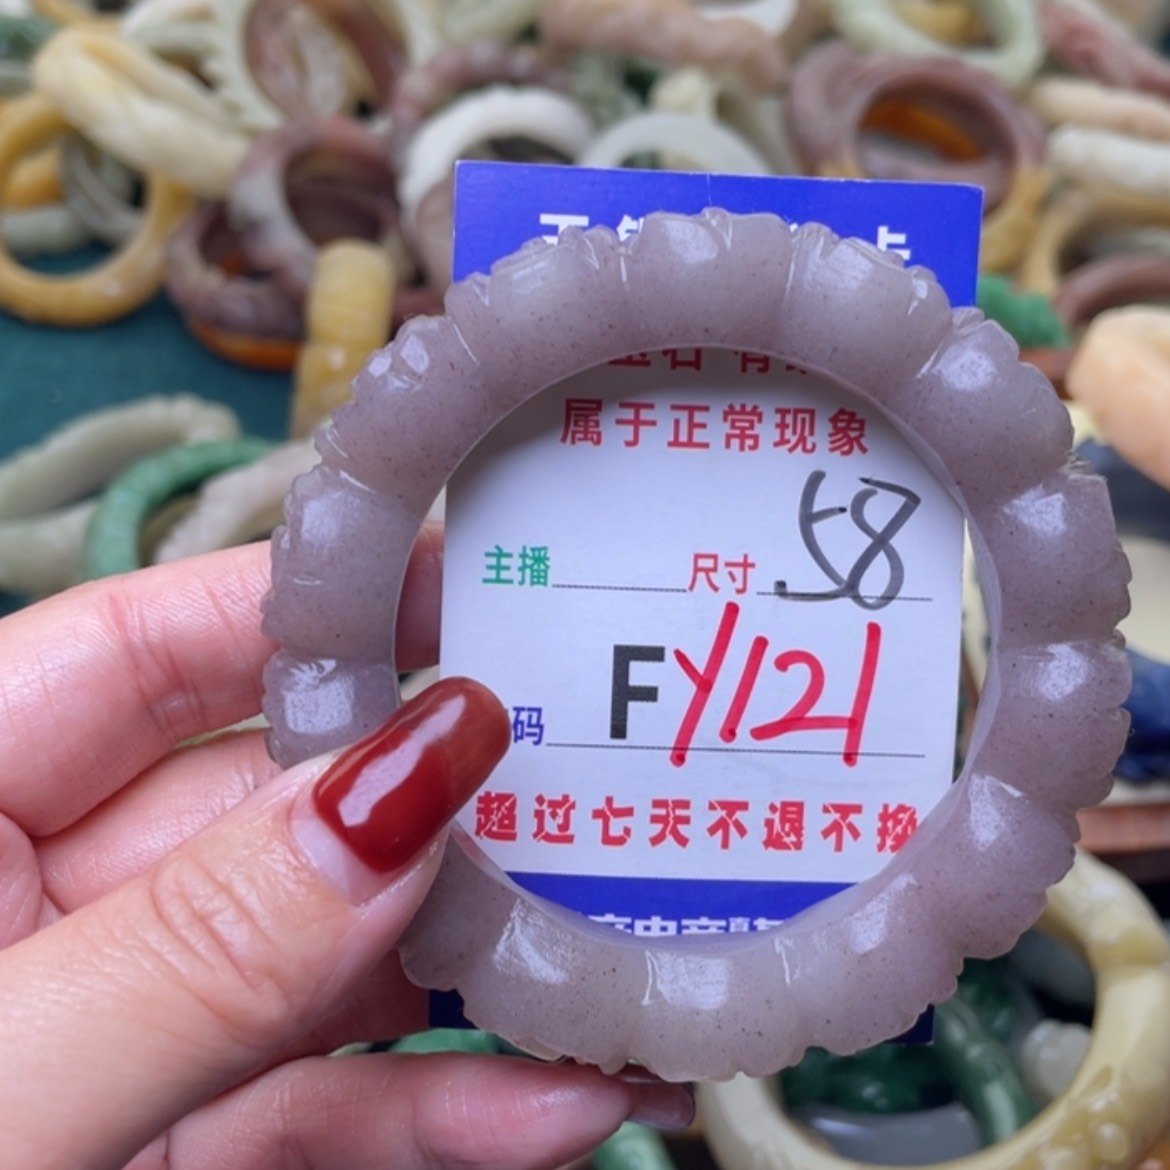 属于正常现象
主播 尺寸 58
码 FY121
超过七天不退不换